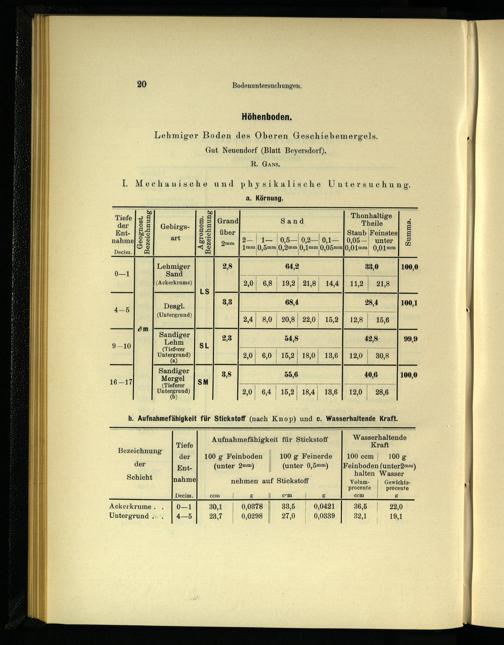 20
Bodenuntersuchungen.
Höhenboden.
Lehmiger Boden des Oberen Geschiebemergels.
Gut Neuendorf (Blatt Beyersdorf).
R. Gans.
I. Mechanische und physikalische Untersuchung.
a. Körnung.
Tiefe der Ent-nahme Decim. | Geognost. Bezeichnung | Gebirgs-art | Agronom. Bezeichnung | Grand über 2mm | Sand | Thonhaltige Theile | Summa.
2—1mm | 1—0,5mm | 0,5—0,2mm | 0,2—0,1mm | 0,1—0,05mm | Staub 0,05—0,01mm | Feinstes unter 0,01mm
0—1 | ∂m | Lehmiger Sand (Ackerkrume) | LS | 2,8 | 64,2 | 33,0 | 100,0
2,0 | 6,8 | 19,2 | 21,8 | 14,4 | 11,2 | 21,8
4—5 | Desgl. (Untergrund) | 3,3 | 68,4 | 28,4 | 100,1
2,4 | 8,0 | 20,8 | 22,0 | 15,2 | 12,8 | 15,6
9—10 | Sandiger Lehm (Tieferer Untergrund) (a) | SL | 2,3 | 54,8 | 42,8 | 99,9
2,0 | 6,0 | 15,2 | 18,0 | 13,6 | 12,0 | 30,8
16—17 | Sandiger Mergel (Tieferer Untergrund) (b) | SM | 3,8 | 55,6 | 40,6 | 100,0
2,0 | 6,4 | 15,2 | 18,4 | 13,6 | 12,0 | 28,6
b. Aufnahmefähigkeit für Stickstoff (nach Knop) und c. Wasserhaltende Kraft.
Bezeichnung der Schicht | Tiefe der Ent-nahme Decim. | Aufnahmefähigkeit für Stickstoff | Wasserhaltende Kraft
100 g Feinboden (unter 2mm) | 100 g Feinerde (unter 0,5mm) | 100 ccm | 100 g
Feinboden (unter 2mm)
halten Wasser
nehmen auf Stickstoff | Volum-procente | Gewichts-procente
ccm | g | ccm | g | ccm | g
Ackerkrume . . | 0—1 | 30,1 | 0,0378 | 33,5 | 0,0421 | 36,5 | 22,0
Untergrund . . | 4—5 | 23,7 | 0,0298 | 27,0 | 0,0339 | 32,1 | 19,1